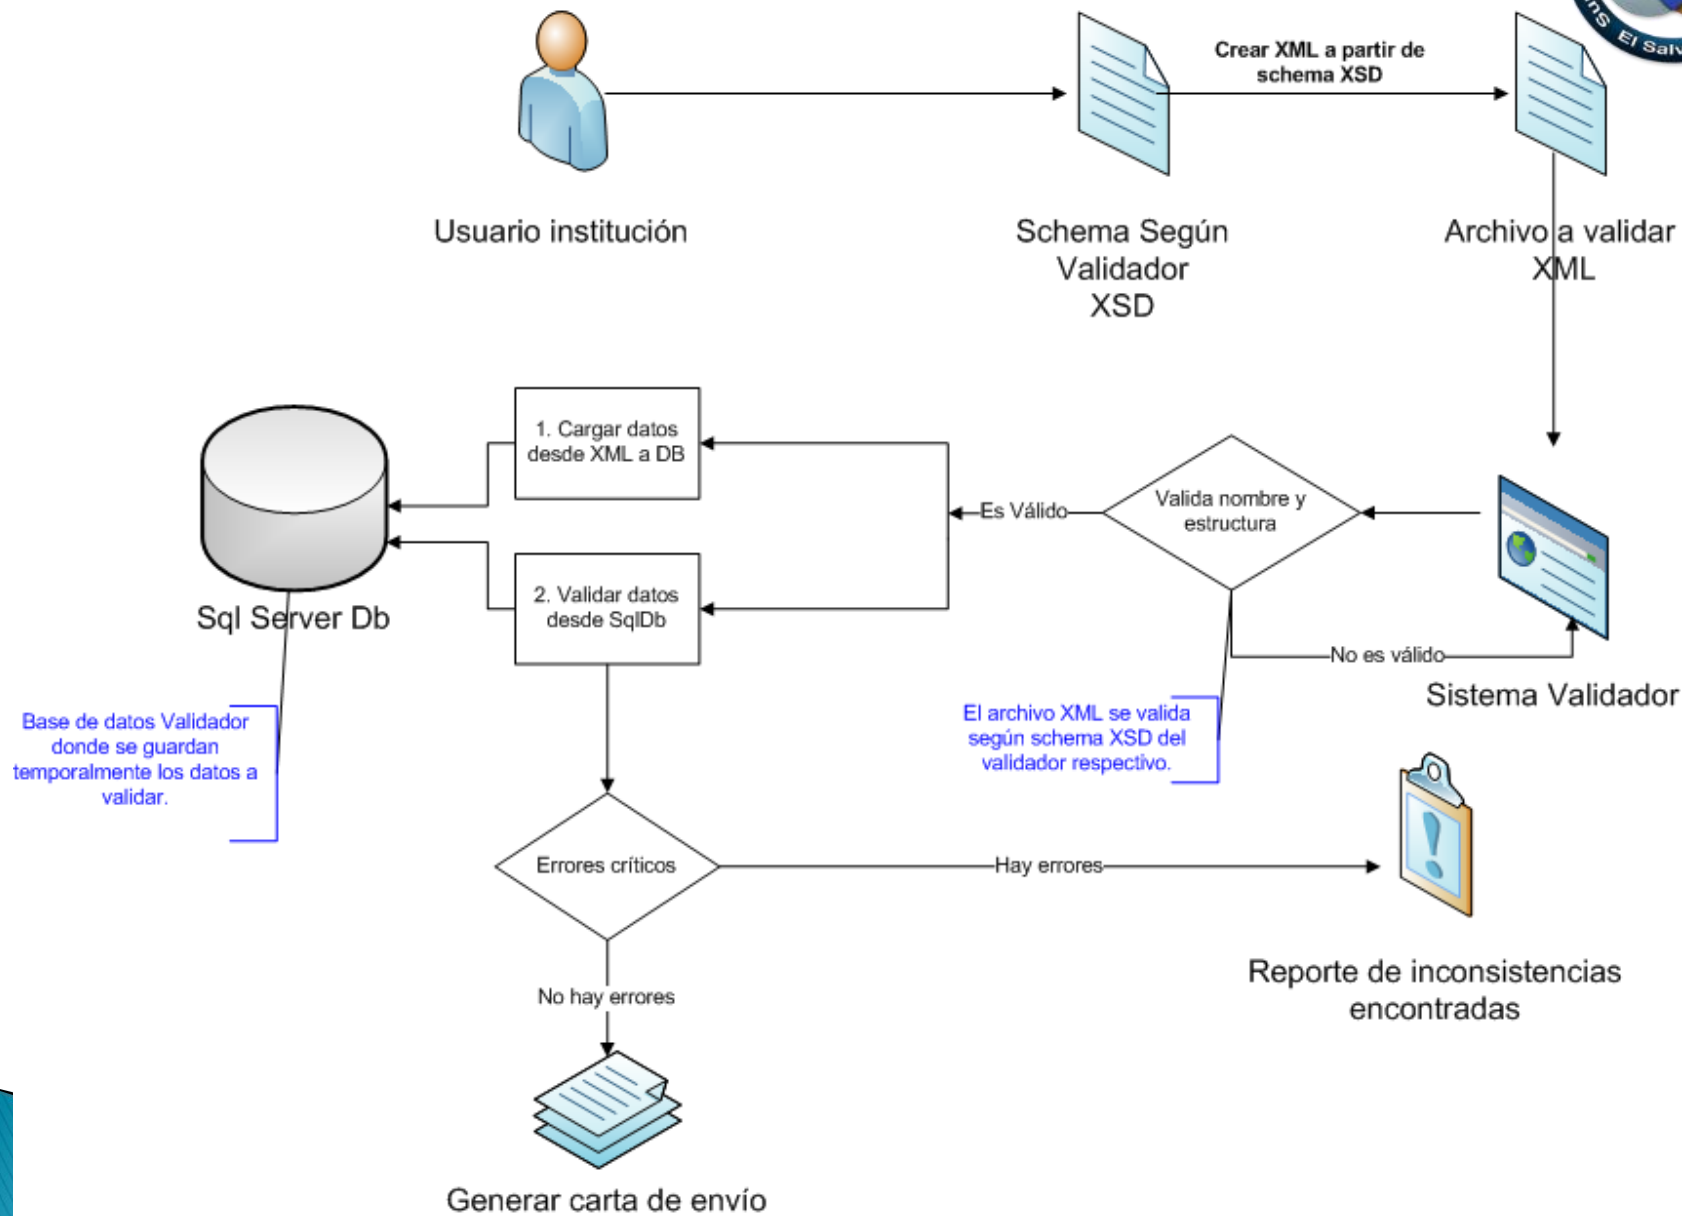 Crear XML a partir de
schema XSD
El Salv
Usuario institución
Schema Según
Validador
XSD
Archivo a validar
XML
1. Cargar datos
desde XML a DB
Valida nombre y
estructura
Es Válido
2. Validar datos
desde SqlDb
Sql Server Db
No es válido
Sistema Validador
Base de datos Validador
donde se guardan
temporalmente los datos a
validar.
El archivo XML se valida
según schema XSD del
validador respectivo.
Errores críticos
Hay errores
Reporte de inconsistencias
encontradas
No hay errores
Generar carta de envío